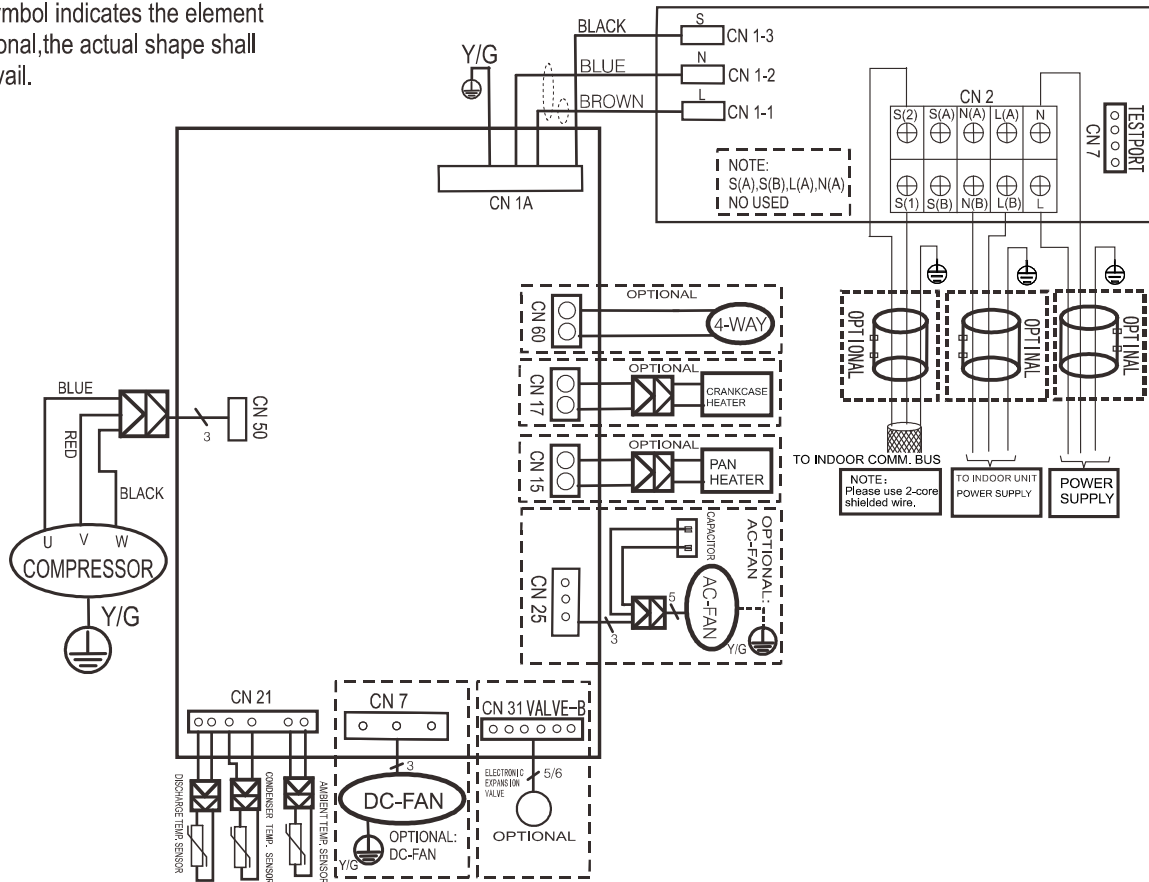 mbol indicates the element
onal,the actual shape shall
vail.
Y/G
BLACK
BLUE
BROWN
S
CN 1-3
N
CN 1-2
L
CN 1-1
CN 1A
NOTE:
S(A),S(B),L(A),N(A)
NO USED
CN 2
S(2) S(A) N(A) L(A) N
S(1) S(B) N(B) L(B) L
TESTPORT
CN 7
OPTIONAL
OPTINAL
OPTINAL
TO INDOOR COMM. BUS
NOTE:
Please use 2-core
shielded wire.
TO INDOOR UNIT
POWER SUPPLY
POWER
SUPPLY
CN 60
OPTIONAL
4-WAY
CN 17
OPTIONAL
CRANKCASE
HEATER
CN 15
OPTIONAL
PAN
HEATER
CN 25
CAPACITOR
OPTIONAL:
AC-FAN
AC-FAN
5
3
Y/G
BLUE
RED
BLACK
3
CN 50
U V W
COMPRESSOR
Y/G
CN 21
DISCHARGE TEMP. SENSOR
CONDENSER TEMP. SENSOR
AMBIENT TEMP. SENSOR
CN 7
3
DC-FAN
Y/G
OPTIONAL:
DC-FAN
CN 31 VALVE-B
ELECTRONIC
EXPANSION
VALVE
5/6
OPTIONAL